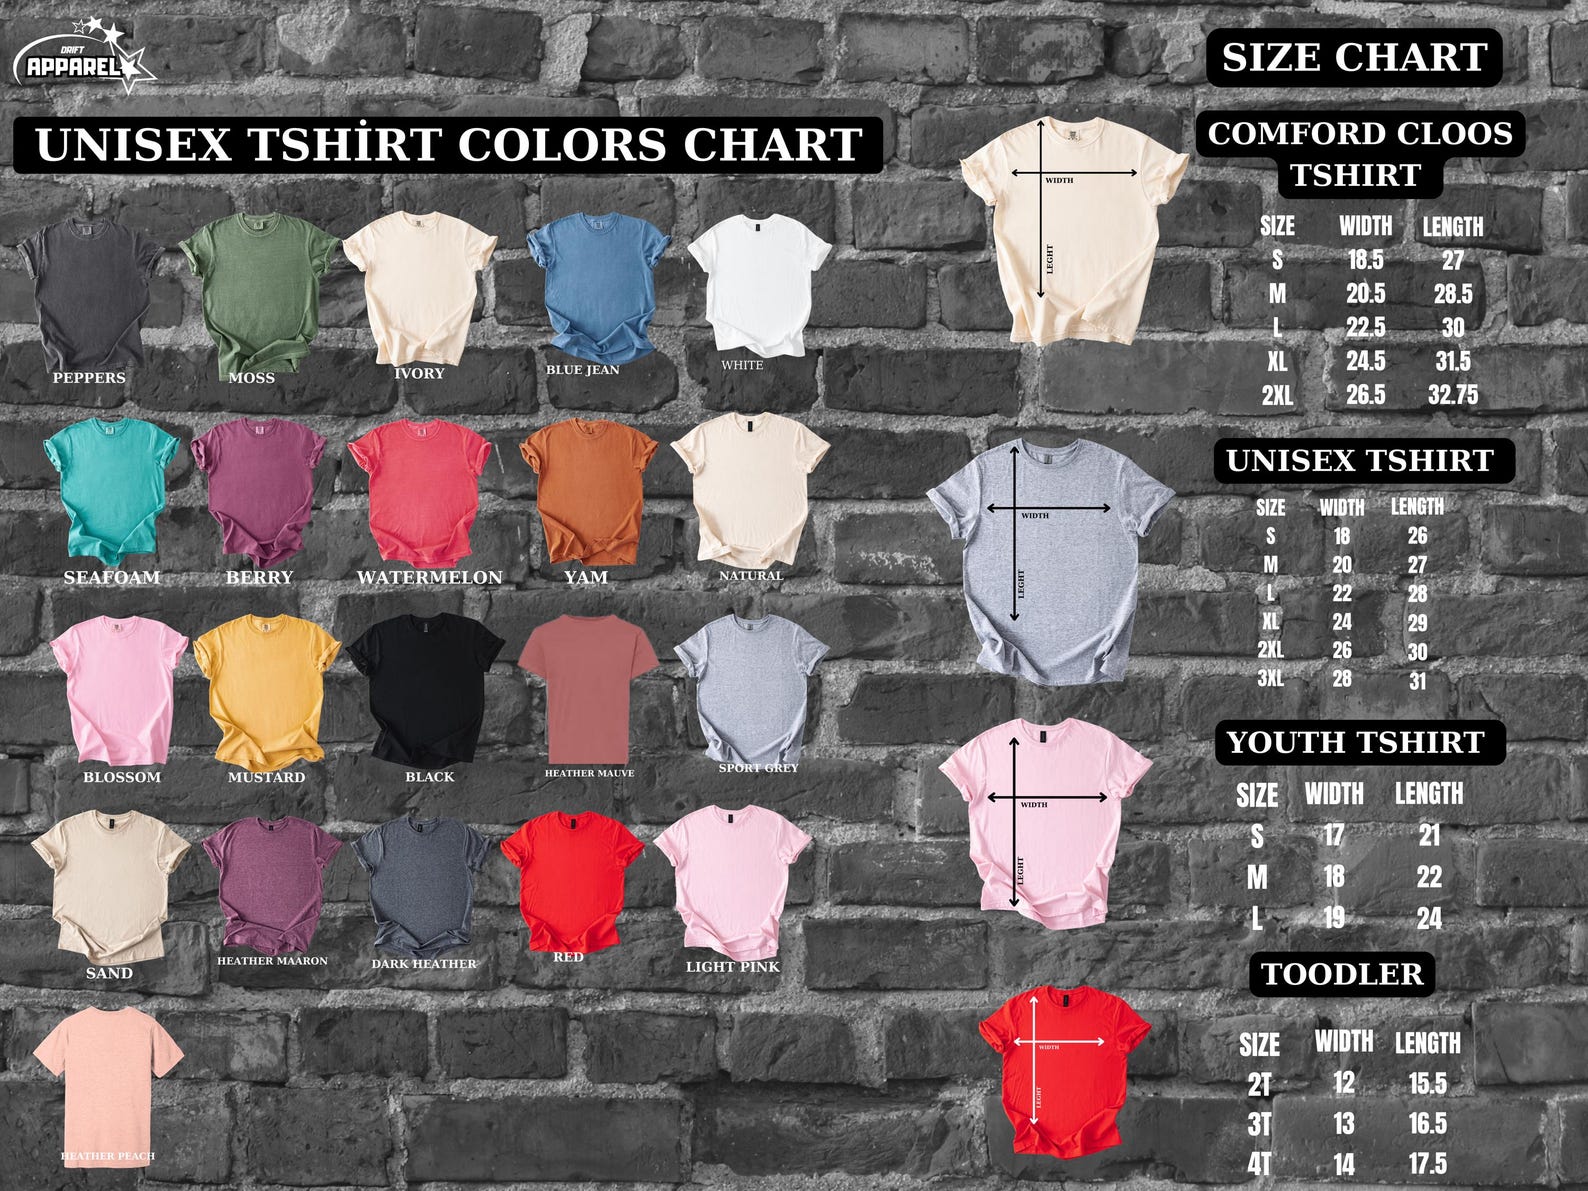 DRIFT
APPAREL
UNISEX TSHİRT COLORS CHART
PEPPERS
MOSS
IVORY
BLUE JEAN
WHITE
SEAFOAM
BERRY
WATERMELON
YAM
NATURAL
BLOSSOM
MUSTARD
BLACK
HEATHER MAUVE
SPORT GREY
SAND
HEATHER MAARON
DARK HEATHER
RED
LIGHT PINK
HEATHER PEACH
SIZE CHART
COMFORD CLOOS
TSHIRT
WIDTH
LEGHT
SIZE WIDTH LENGTH
S 18.5 27
M 20.5 28.5
L 22.5 30
XL 24.5 31.5
2XL 26.5 32.75
UNISEX TSHIRT
WIDTH
LEGHT
SIZE WIDTH LENGTH
S 18 26
M 20 27
L 22 28
XL 24 29
2XL 26 30
3XL 28 31
YOUTH TSHIRT
WIDTH
LEGHT
SIZE WIDTH LENGTH
S 17 21
M 18 22
L 19 24
TOODLER
WIDTH
LEGHT
SIZE WIDTH LENGTH
2T 12 15.5
3T 13 16.5
4T 14 17.5